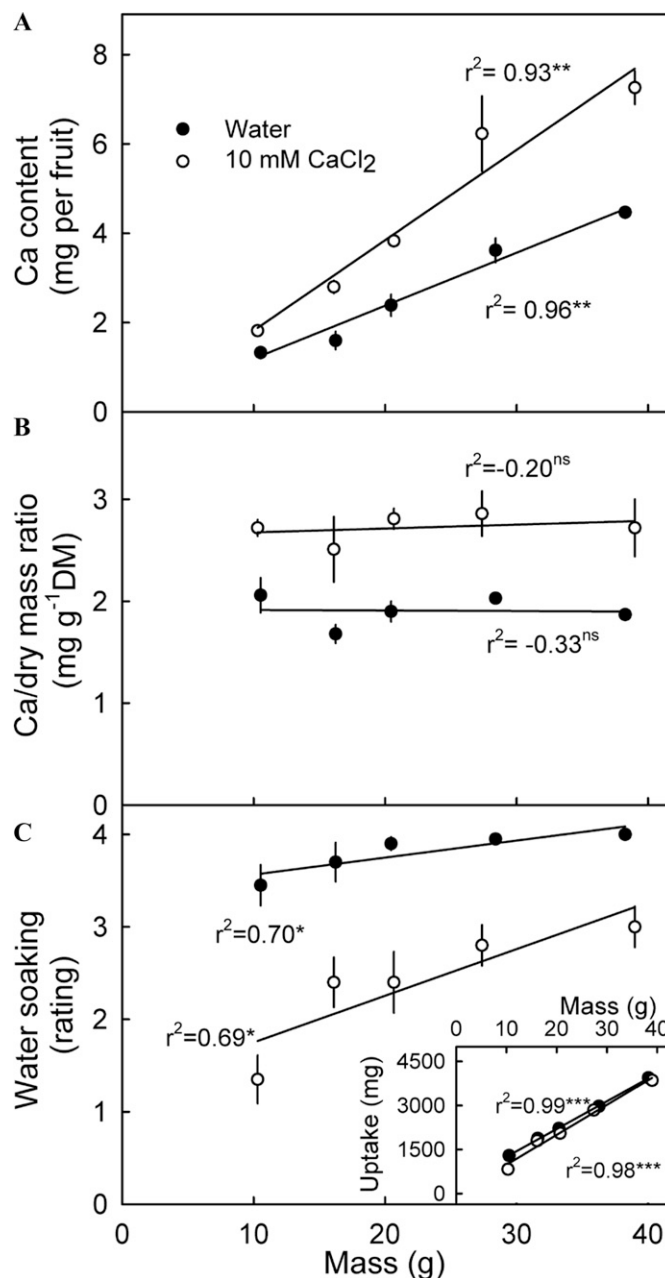 A
8
6
4
2
0
Ca content
(mg per fruit)
Water
10 mM CaCl₂
r²= 0.93**
r²= 0.96**
B
3
2
1
0
Ca/dry mass ratio
(mg g⁻¹DM)
r²=-0.20ⁿˢ
r²= -0.33ⁿˢ
C
4
3
2
1
0
Water soaking
(rating)
r²=0.70*
r²=0.69*
Mass (g)
0 10 20 30 40
4500
3000
1500
0
Uptake (mg)
r²=0.99***
r²=0.98***
0 10 20 30 40
Mass (g)